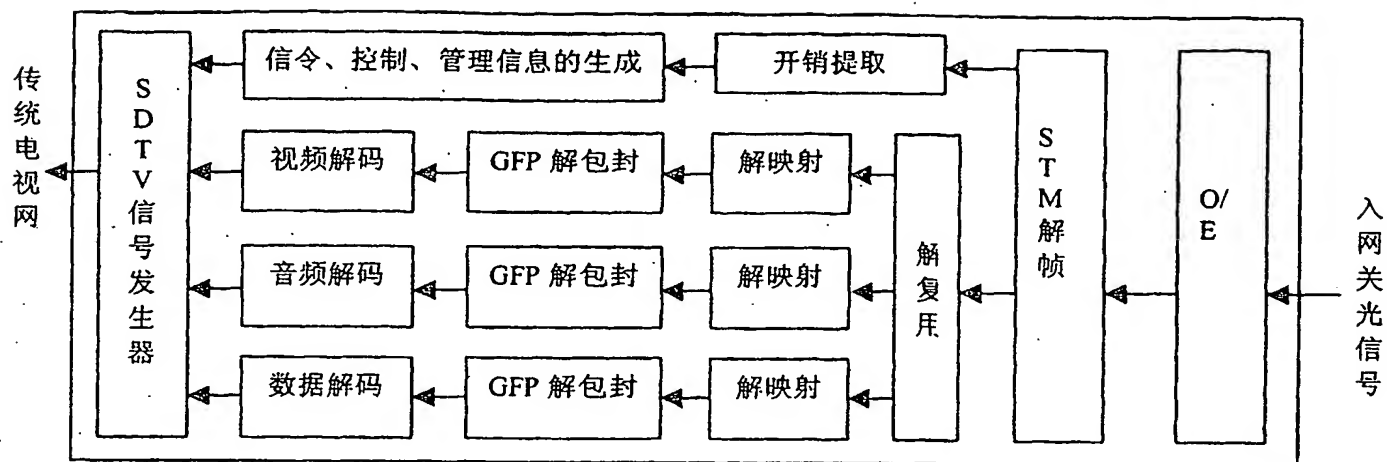 传统电视网
SDTV信号发生器
信令、控制、管理信息的生成
开销提取
视频解码
GFP 解包封
解映射
音频解码
GFP 解包封
解映射
数据解码
GFP 解包封
解映射
解复用
STM解帧
O/E
入网关光信号